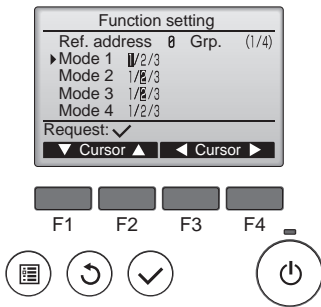 Function setting
Ref. address 0 Grp. (1/4)
Mode 1 1/2/3
Mode 2 1/2/3
Mode 3 1/2/3
Mode 4 1/2/3
Request: ✓
▼ Cursor ▲ ◀ Cursor ▶
F1 F2 F3 F4